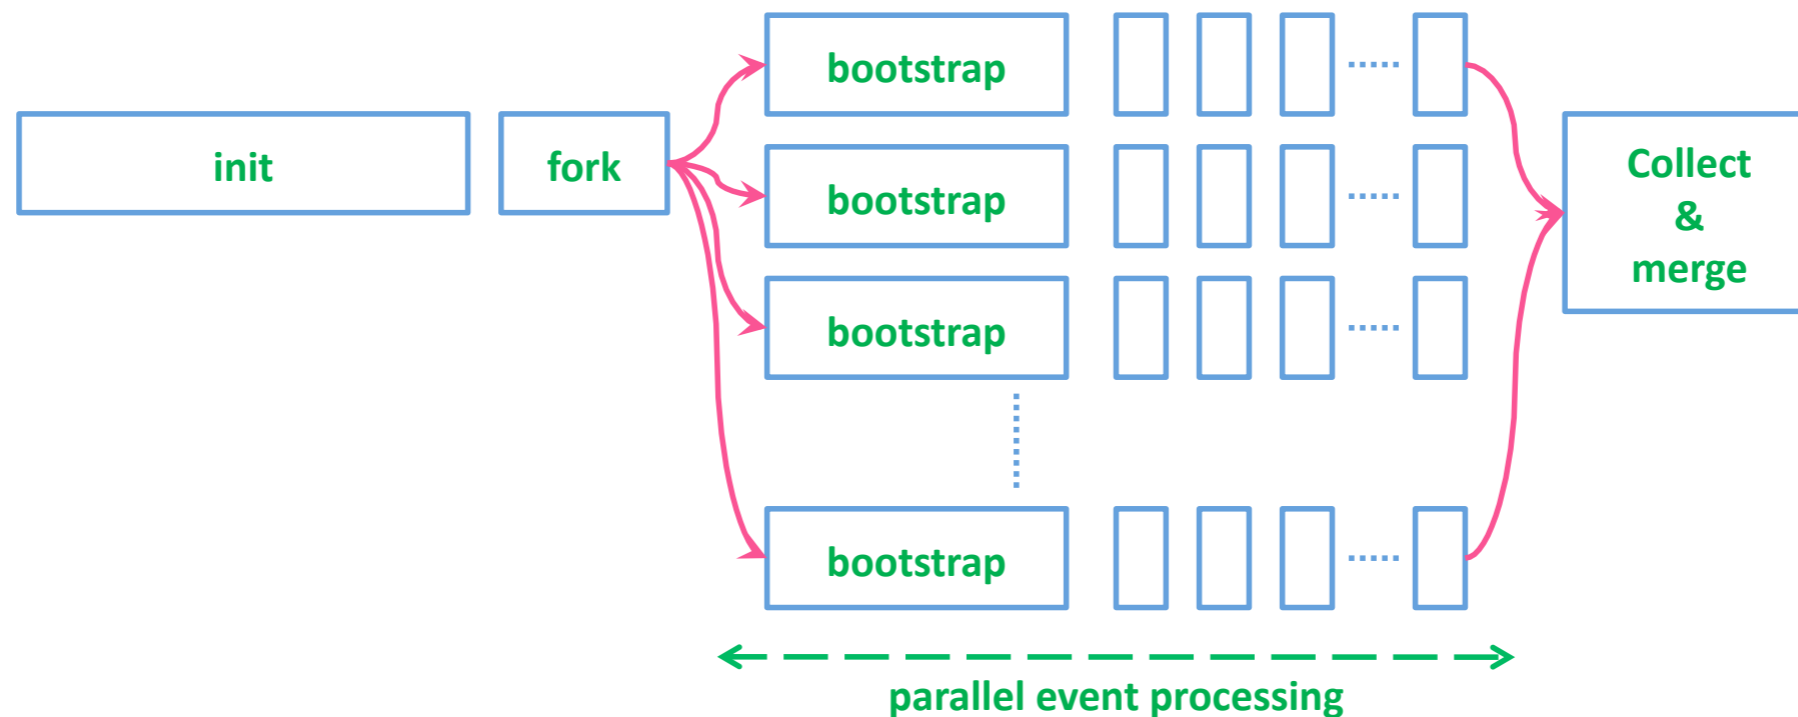 init
fork
bootstrap
bootstrap
bootstrap
bootstrap
Collect
&
merge
parallel event processing